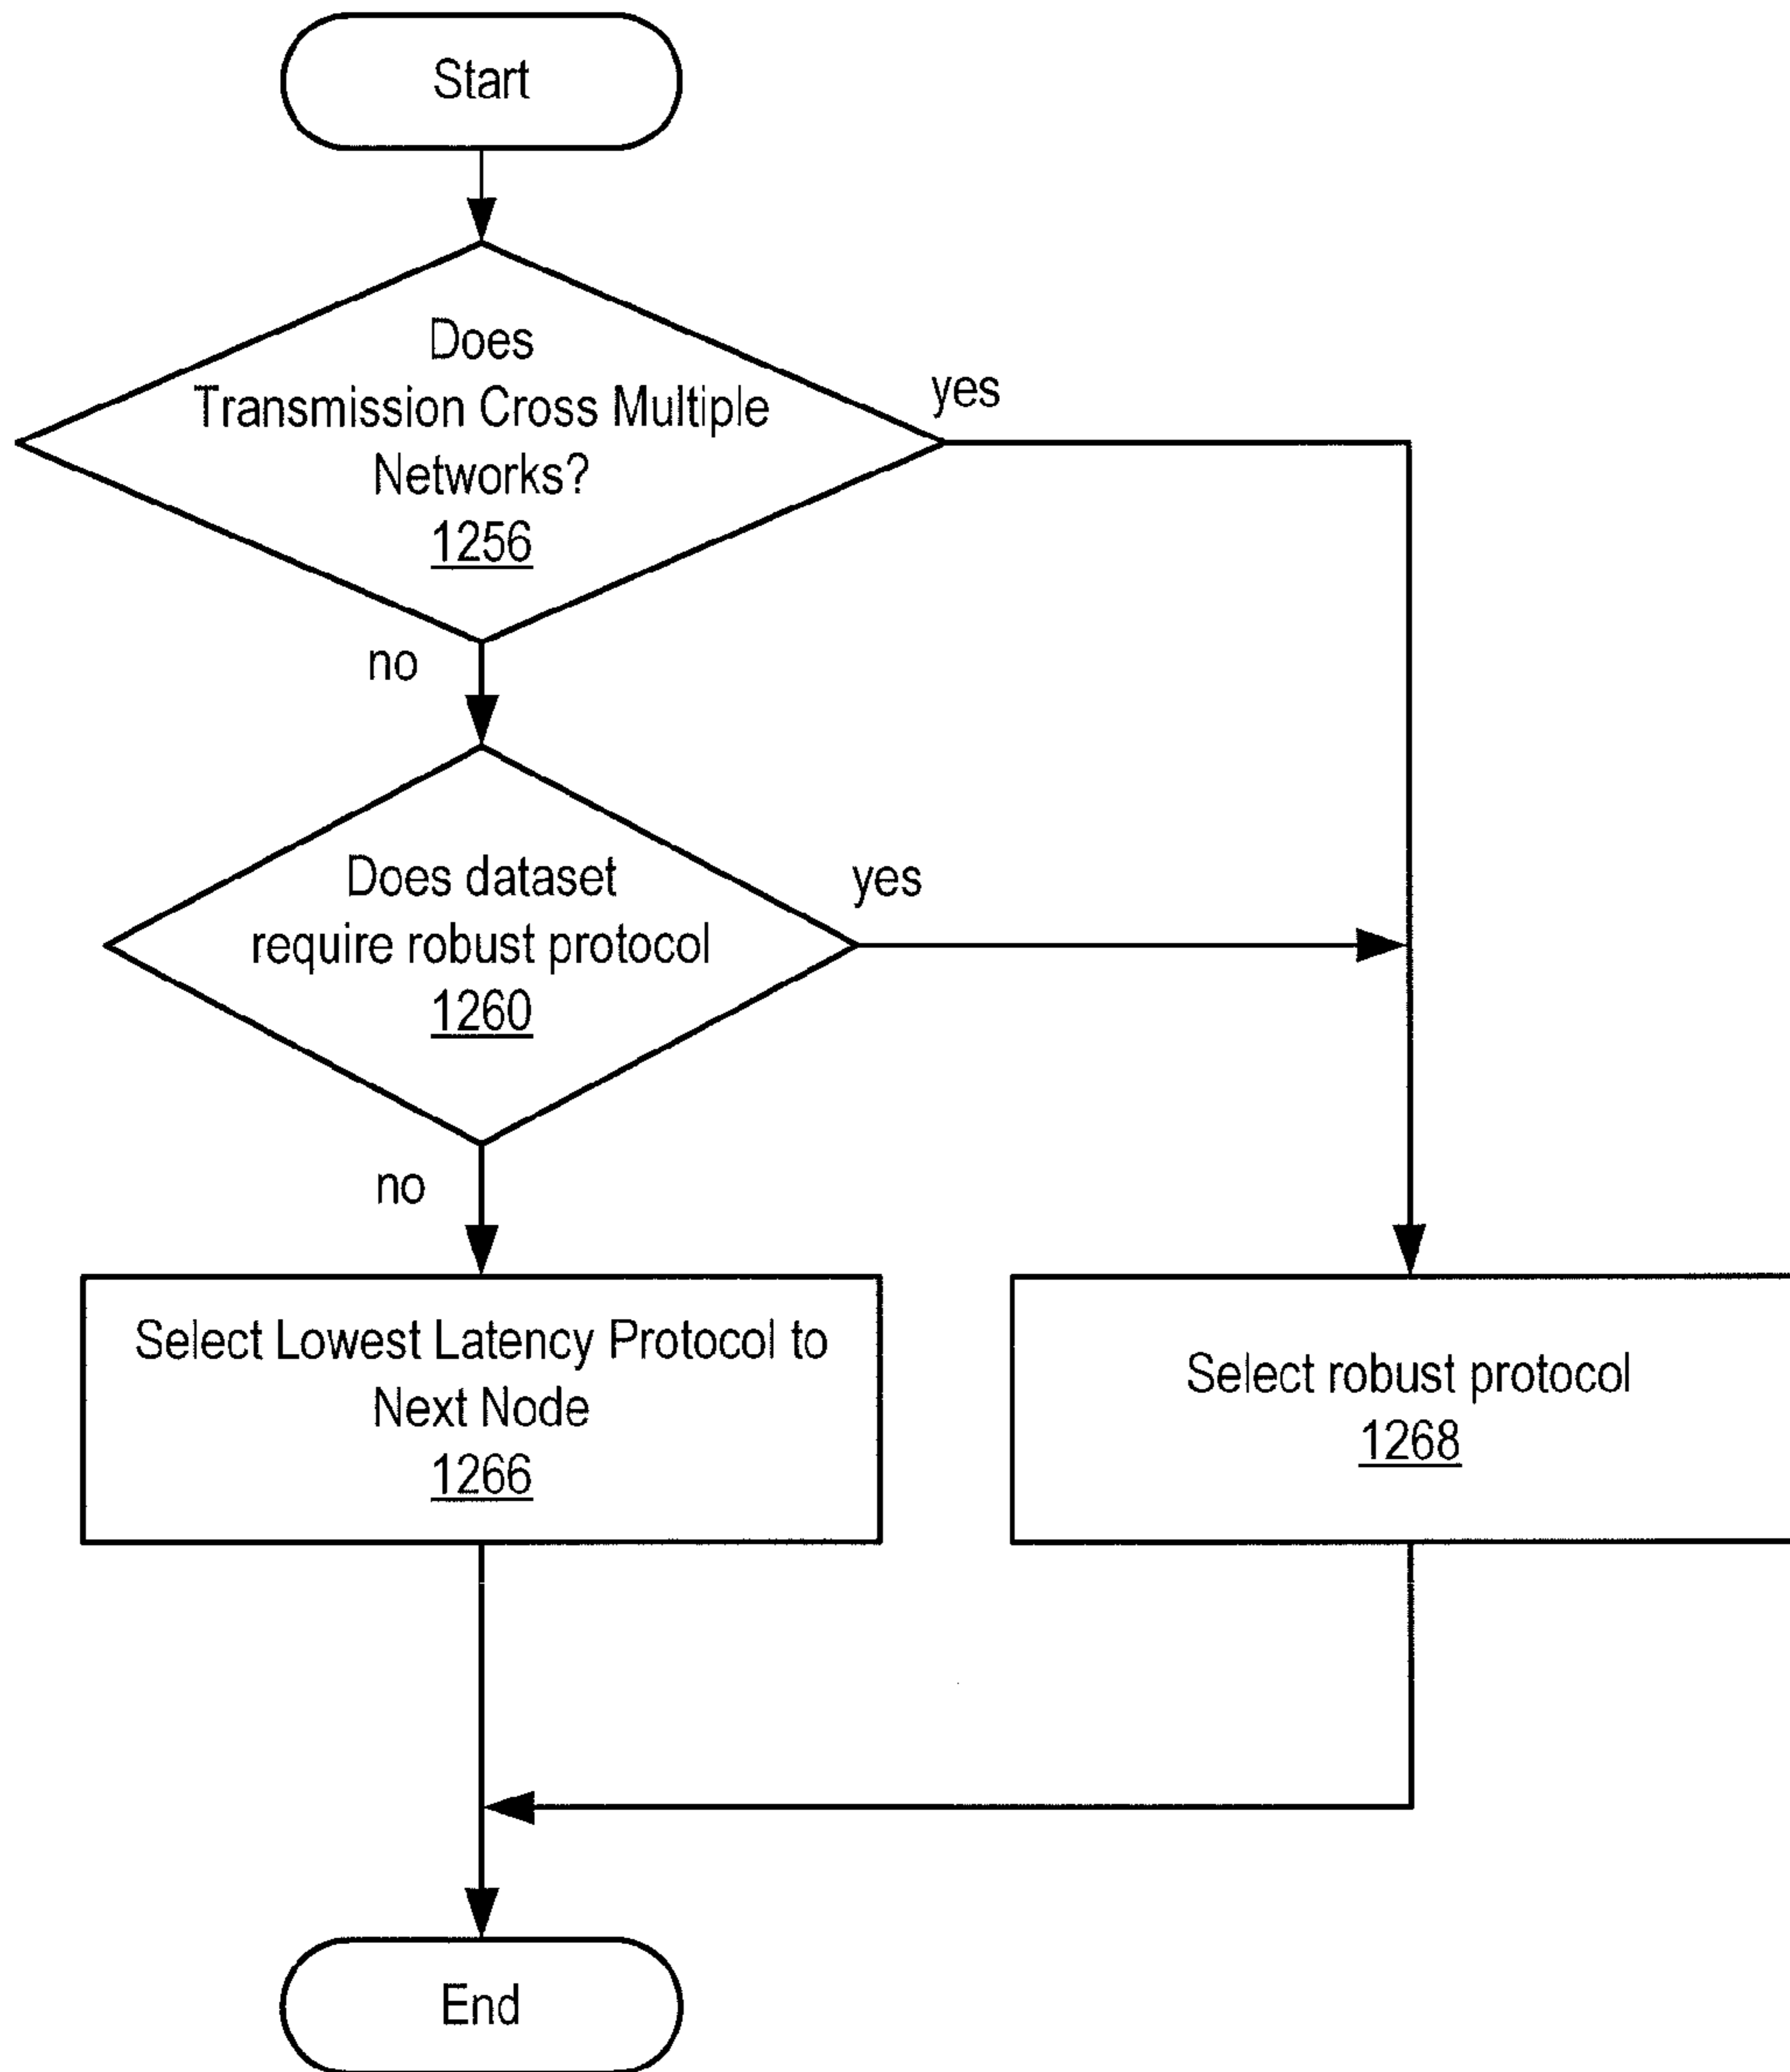 Start
Does
Transmission Cross Multiple
Networks?
1256
yes
no
Does dataset
require robust protocol
1260
yes
no
Select Lowest Latency Protocol to
Next Node
1266
Select robust protocol
1268
End